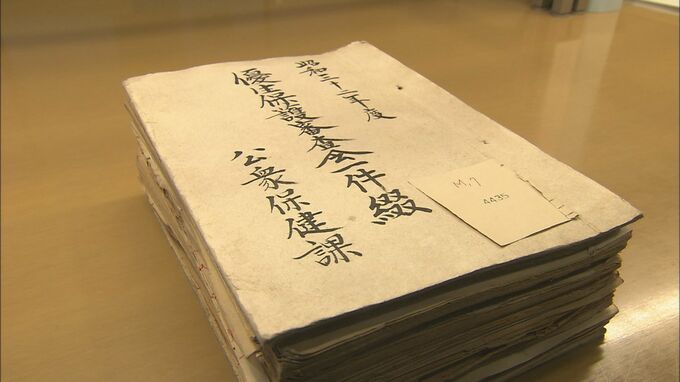 昭和三十二年度
優生保護審査会一件綴
公衆保健課
M,7
4435